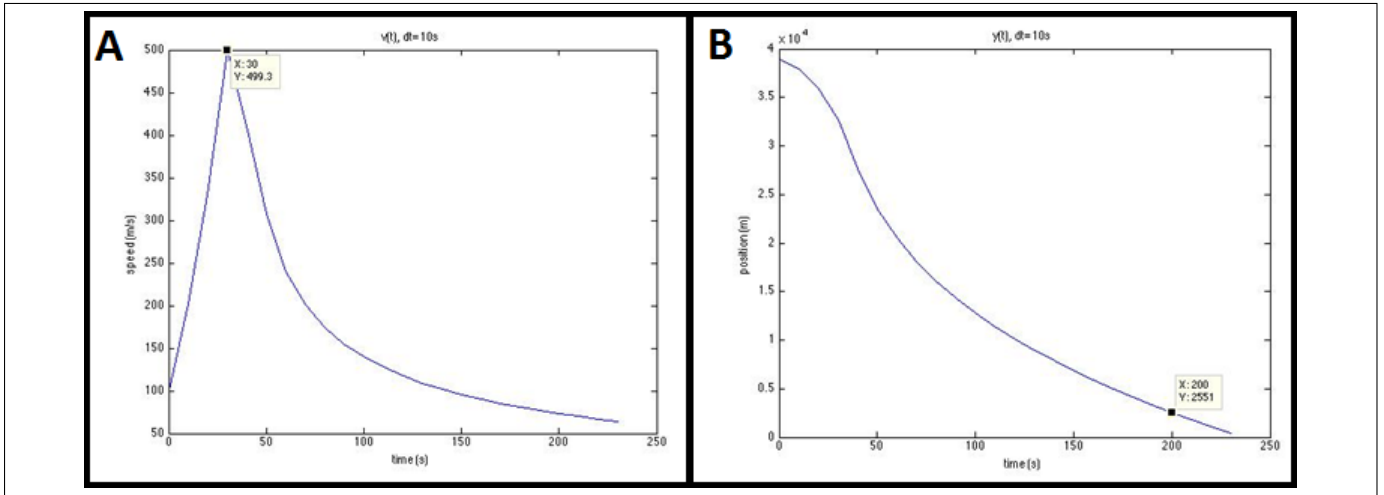 A
v(t), dt=10s
500
450
400
350
300
250
200
150
100
50
speed (m/s)
X: 30
Y: 499.3
0
50
100
150
200
250
time (s)
B
y(t), dt=10s
4 × 10^4
3.5
3
2.5
2
1.5
1
0.5
0
position (m)
X: 200
Y: 2551
0
50
100
150
200
250
time (s)